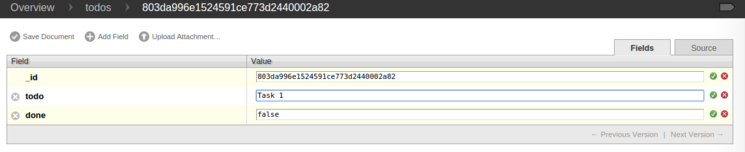 Overview todos 803da996e1524591ce773d2440002a82
Save Document Add Field Upload Attachment...
Fields Source
Field Value
_id 803da996e1524591ce773d2440002a82
todo Task 1
done false
← Previous Version | Next Version →